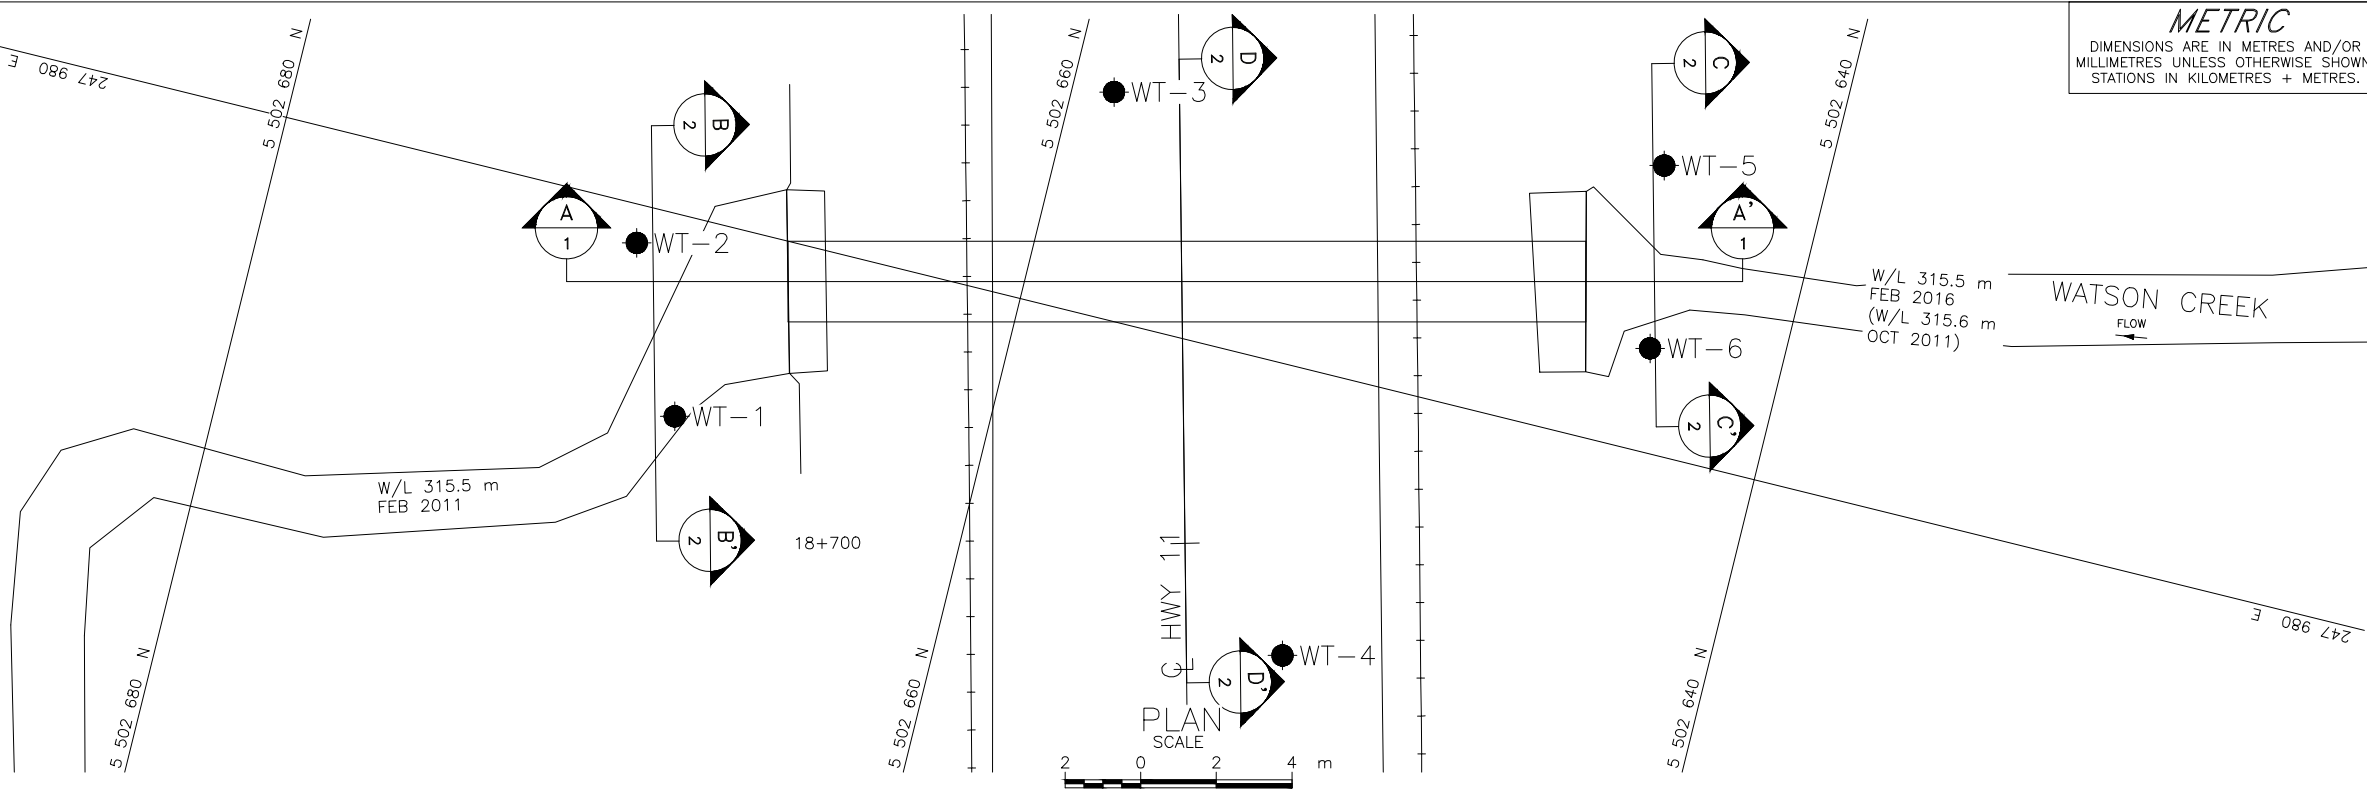 METRIC
DIMENSIONS ARE IN METRES AND/OR
MILLIMETRES UNLESS OTHERWISE SHOWN
STATIONS IN KILOMETRES + METRES.
E 247 980
5 502 680 N
5 502 660 N
5 502 640 N
D
2
C
2
WT-3
B
2
WT-5
A
1
A'
1
WT-2
W/L 315.5 m
FEB 2016
(W/L 315.6 m
OCT 2011)
WATSON CREEK
FLOW
WT-6
WT-1
C'
2
W/L 315.5 m
FEB 2011
B'
2
18+700
CL HWY 11
E 247 980
WT-4
D'
2
5 502 680 N
5 502 660 N
5 502 640 N
PLAN
SCALE
2 0 2 4 m